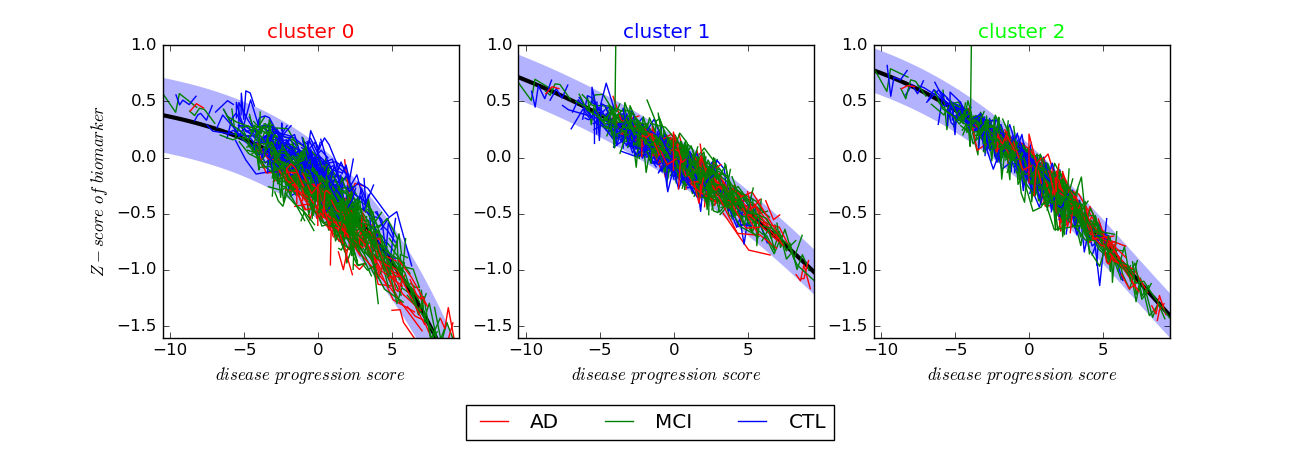 cluster 0 cluster 1 cluster 2
1.0 1.0 1.0
0.5 0.5 0.5
0.0 0.0 0.0
−0.5 −0.5 −0.5
−1.0 −1.0 −1.0
−1.5 −1.5 −1.5
Z − score of biomarker
−10 −5 0 5 −10 −5 0 5 −10 −5 0 5
disease progression score disease progression score disease progression score
AD MCI CTL